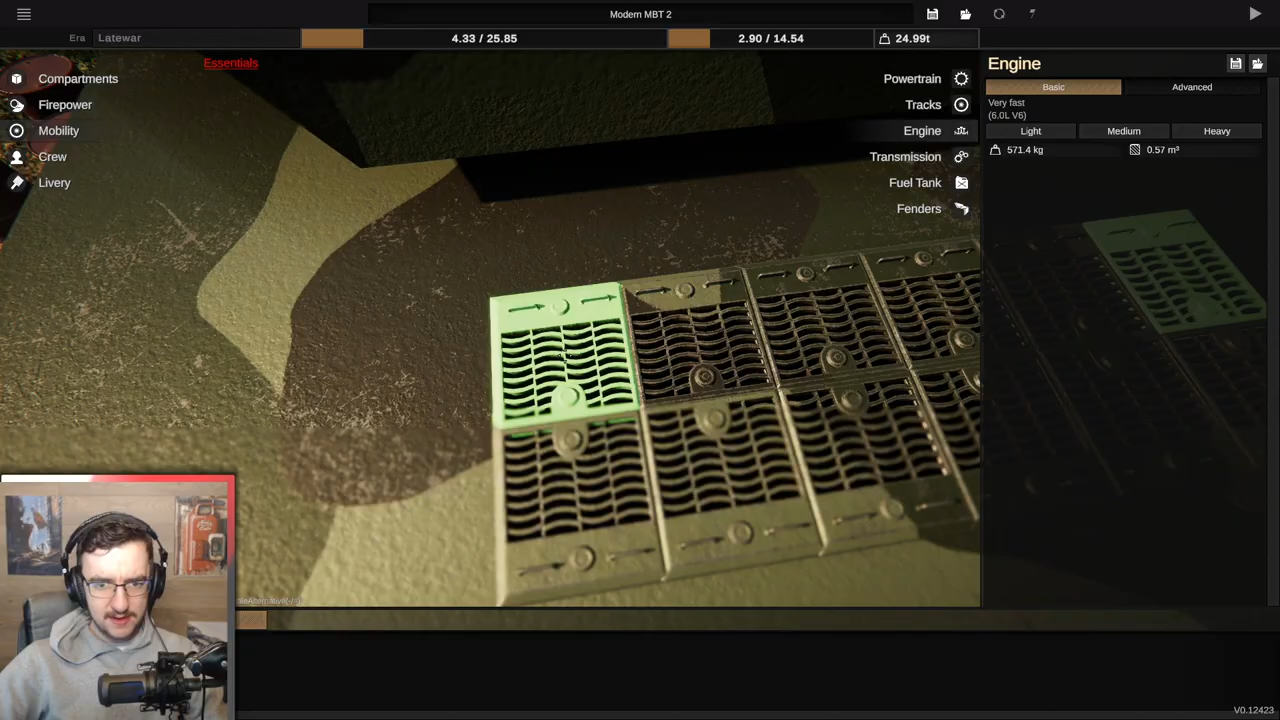 Modern MBT 2
Era Latewar
4.33 / 25.85
2.90 / 14.54
24.99t
Essentials
Compartments
Firepower
Mobility
Crew
Livery
Powertrain
Tracks
Engine
Transmission
Fuel Tank
Fenders
Engine
Basic
Advanced
Very fast
(6.0L V6)
Light
Medium
Heavy
571.4 kg
0.57 m³
V0.12423